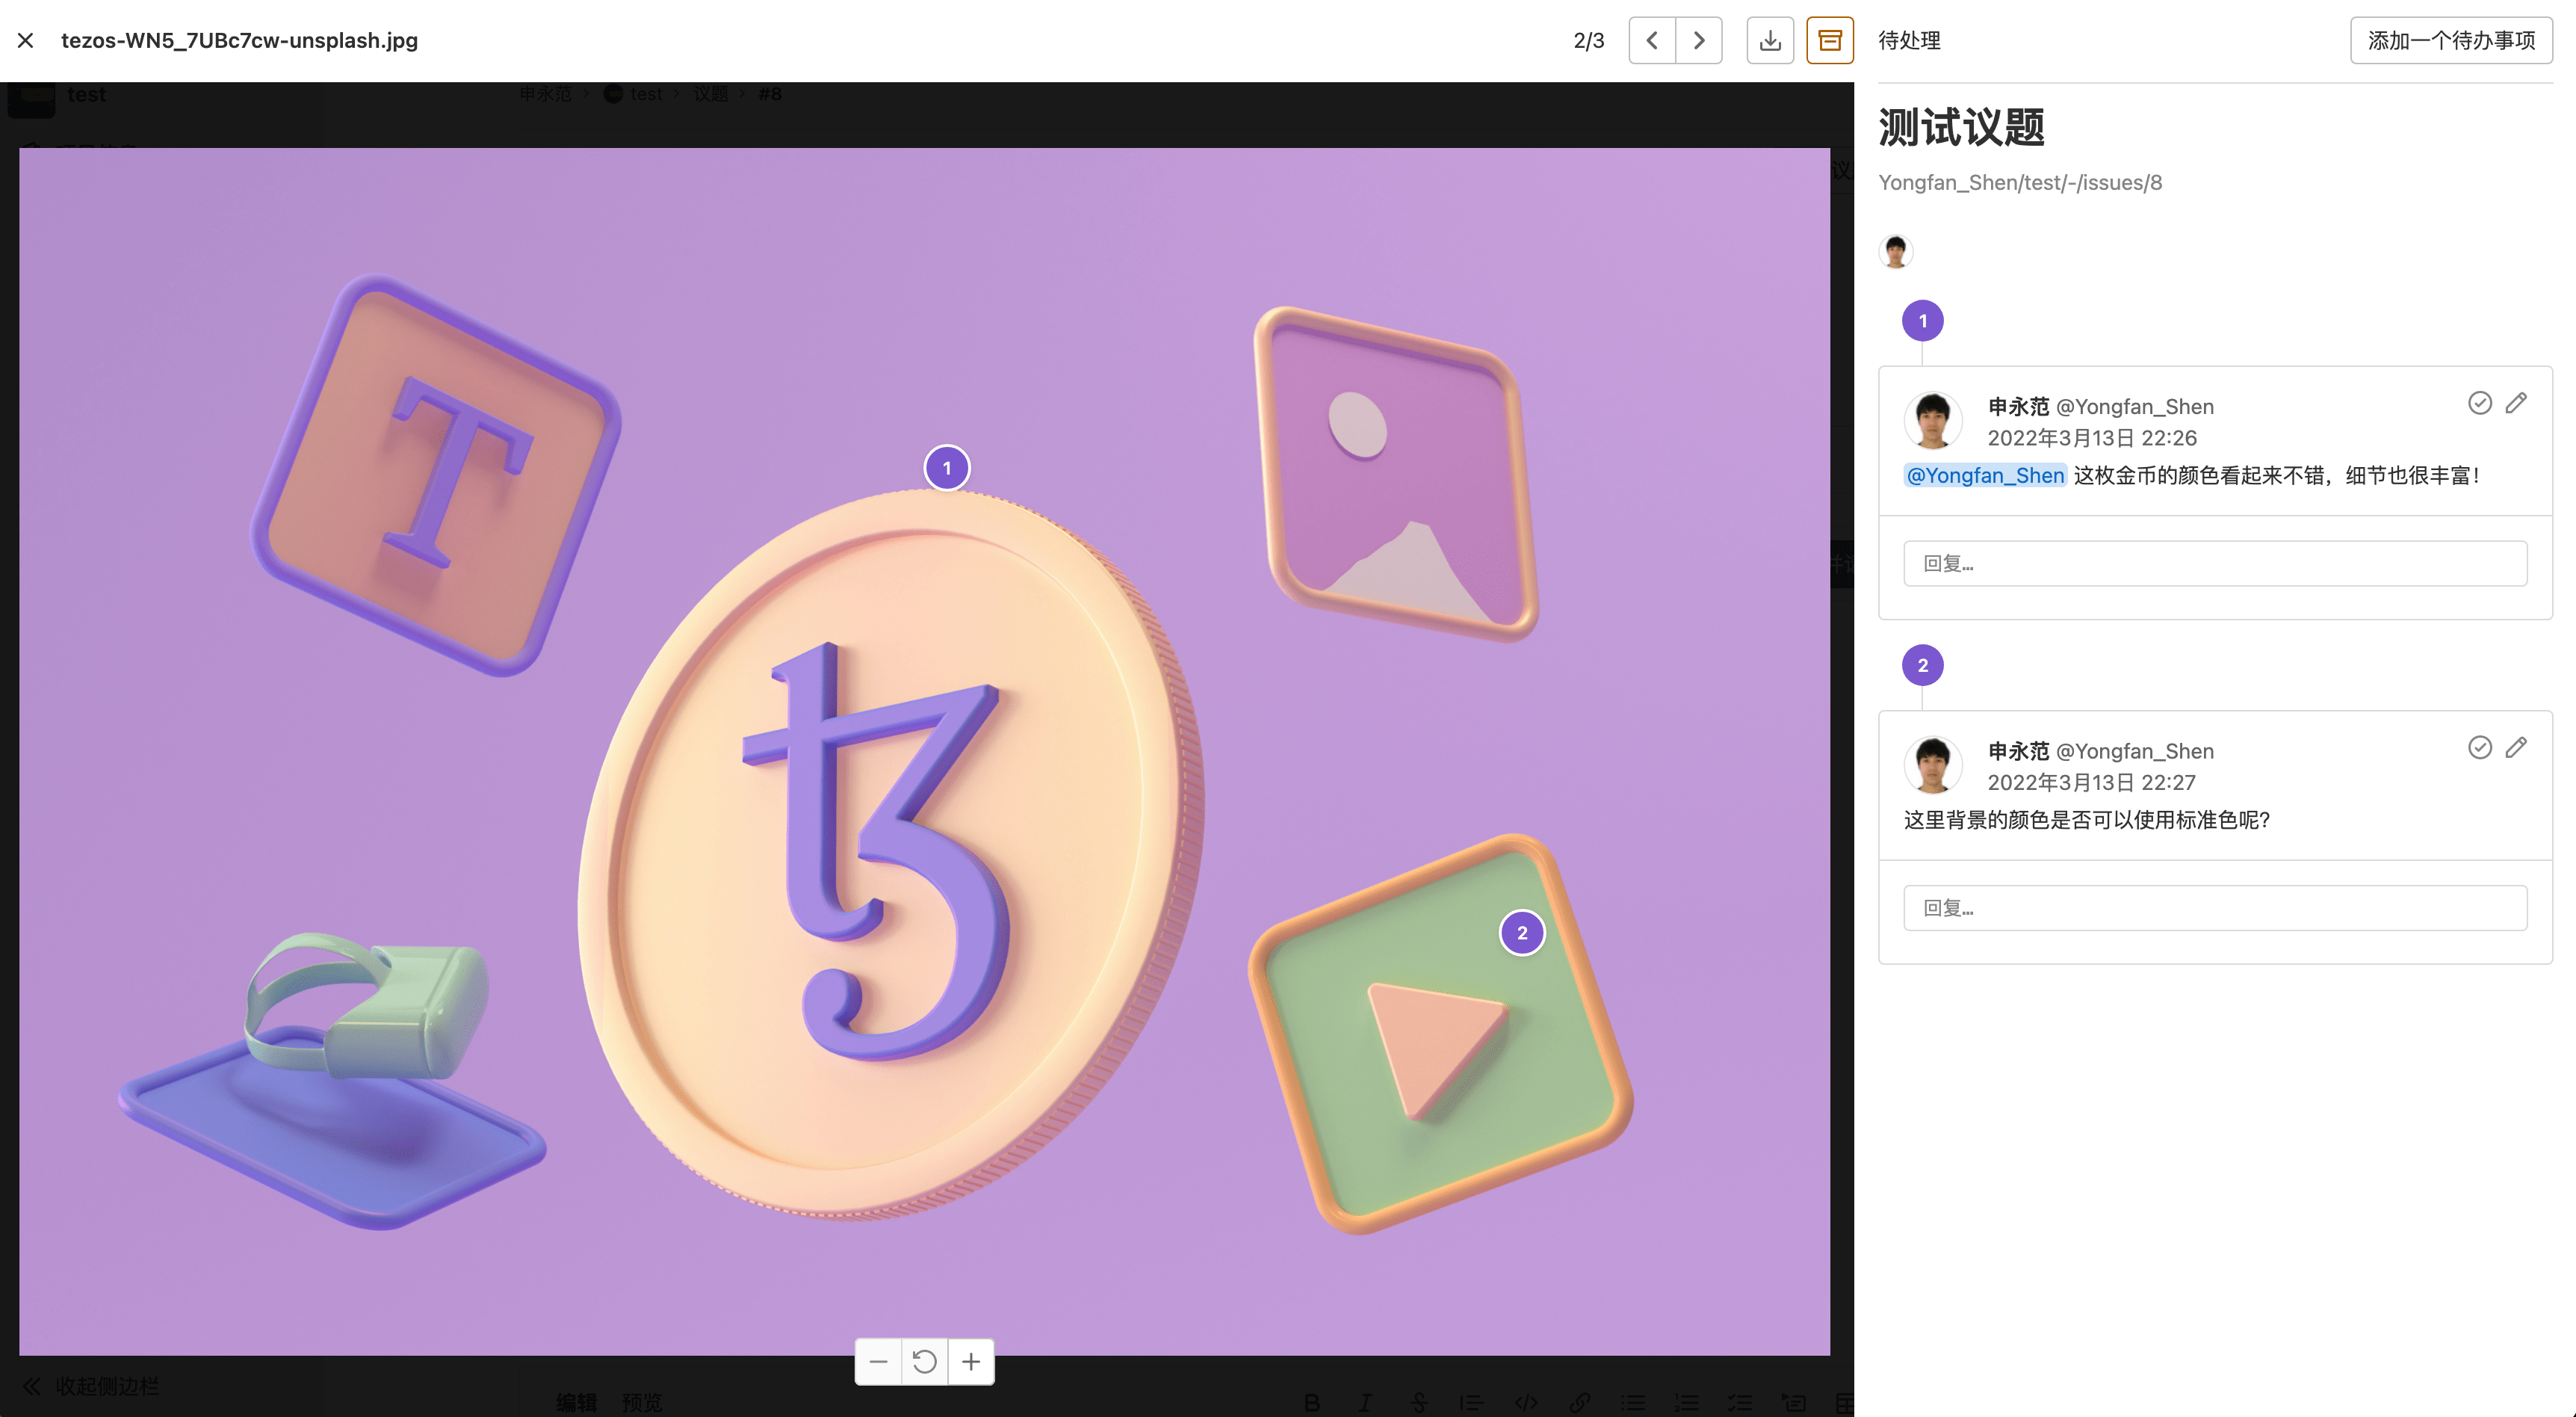 tezos-WN5_7UBc7cw-unsplash.jpg
2/3
待处理
添加一个待办事项
test
申永范 › test › 议题 › #8
测试议题
Yongfan_Shen/test/-/issues/8
T
1
1
申永范 @Yongfan_Shen
2022年3月13日 22:26
@Yongfan_Shen 这枚金币的颜色看起来不错，细节也很丰富！
回复...
2
2
申永范 @Yongfan_Shen
2022年3月13日 22:27
这里背景的颜色是否可以使用标准色呢？
回复...
收起侧边栏
编辑 预览